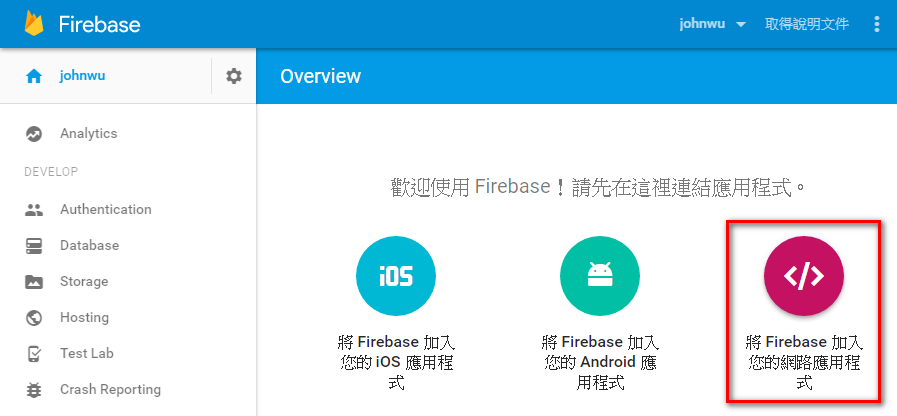 Firebase
johnwu 取得說明文件
johnwu
Overview
Analytics
DEVELOP
Authentication
Database
Storage
Hosting
Test Lab
Crash Reporting
歡迎使用 Firebase！請先在這裡連結應用程式。
iOS
將 Firebase 加入
您的 iOS 應用程
式
將 Firebase 加入
您的 Android 應
用程式
</>
將 Firebase 加入
您的網路應用程
式